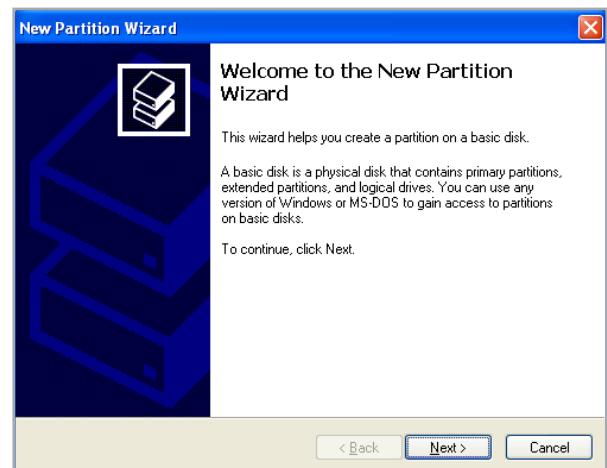 New Partition Wizard
Welcome to the New Partition
Wizard
This wizard helps you create a partition on a basic disk.
A basic disk is a physical disk that contains primary partitions,
extended partitions, and logical drives. You can use any
version of Windows or MS-DOS to gain access to partitions
on basic disks.
To continue, click Next.
< Back Next > Cancel